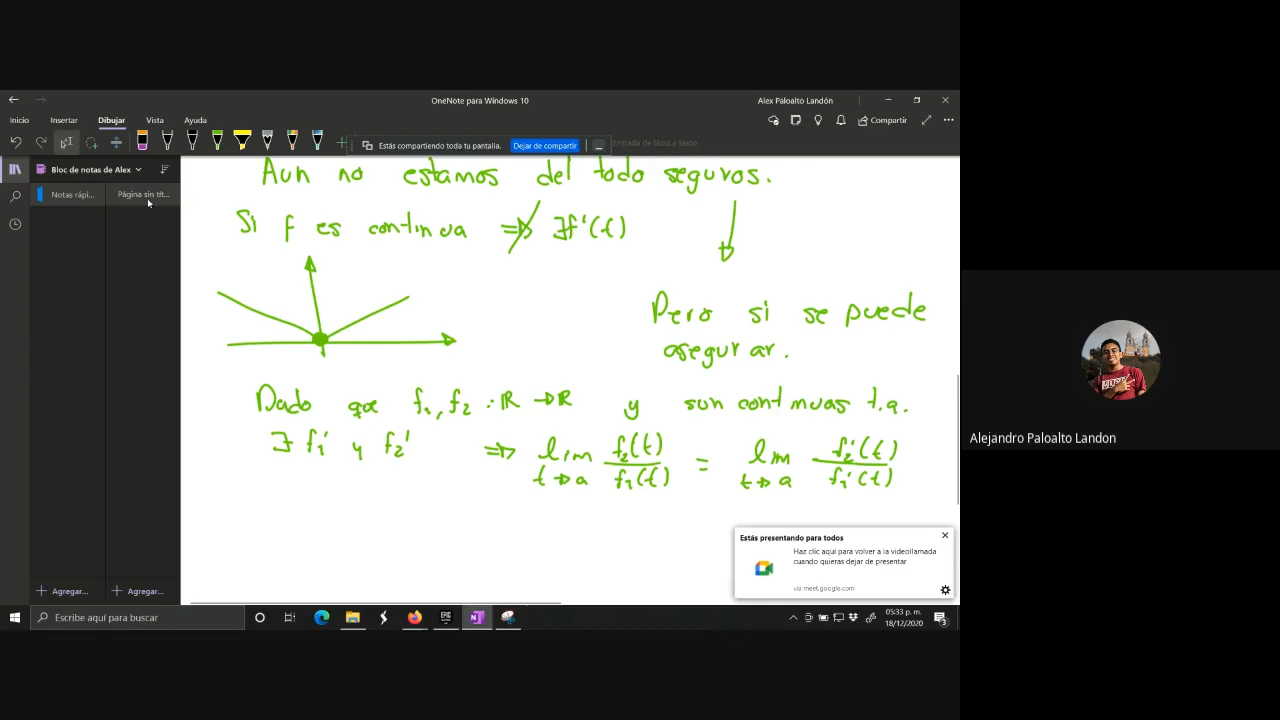 OneNote para Windows 10
Alex Paloalto Landón
Inicio
Insertar
Dibujar
Vista
Ayuda
Compartir
Estás compartiendo toda tu pantalla.
Dejar de compartir
Bloc de notas de Alex
Notas rápi...
Página sin tít...
Aun no estamos del todo seguros.
Si f es continua ⇏ ∃f'(t)
Pero si se puede
asegurar.
Dado que f₁, f₂ : ℝ → ℝ y son continuas t.q.
∃ f₁' y f₂' ⇒ lim t→a f₂(t)/f₁(t) = lim t→a f₂'(t)/f₁'(t)
Alejandro Paloalto Landon
Estás presentando para todos
Haz clic aquí para volver a la videollamada
cuando quieras dejar de presentar
vía meet.google.com
Agregar...
Agregar...
Escribe aquí para buscar
05:33 p. m.
18/12/2020